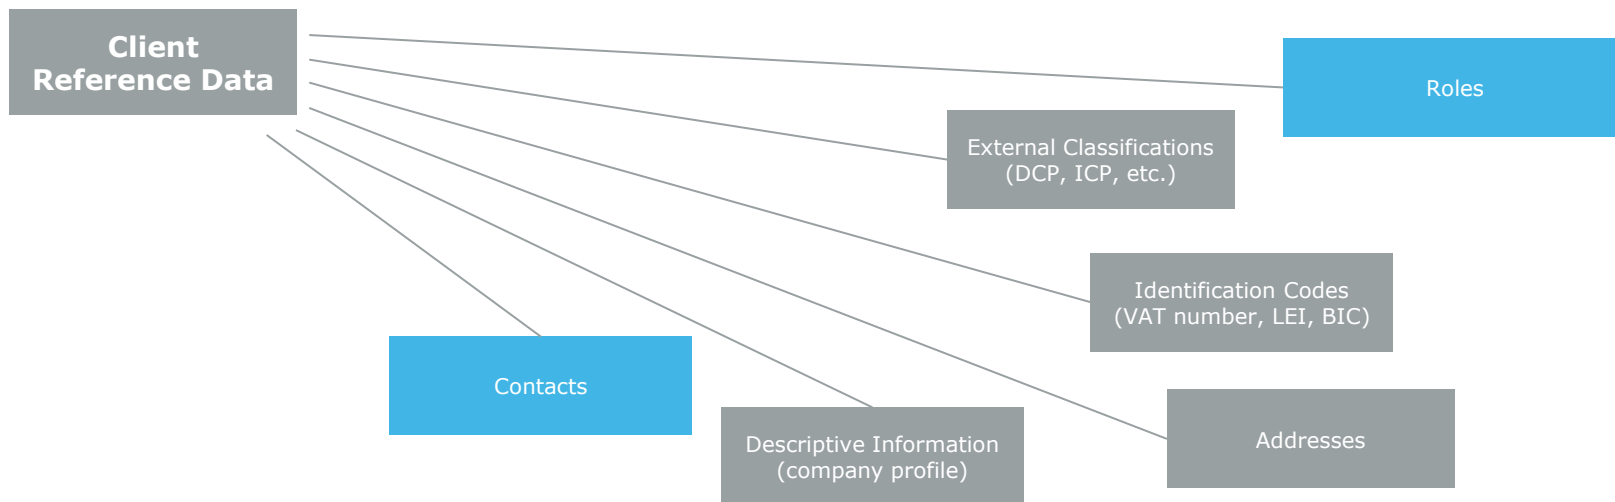 Client
Reference Data
Roles
External Classifications
(DCP, ICP, etc.)
Identification Codes
(VAT number, LEI, BIC)
Contacts
Descriptive Information
(company profile)
Addresses